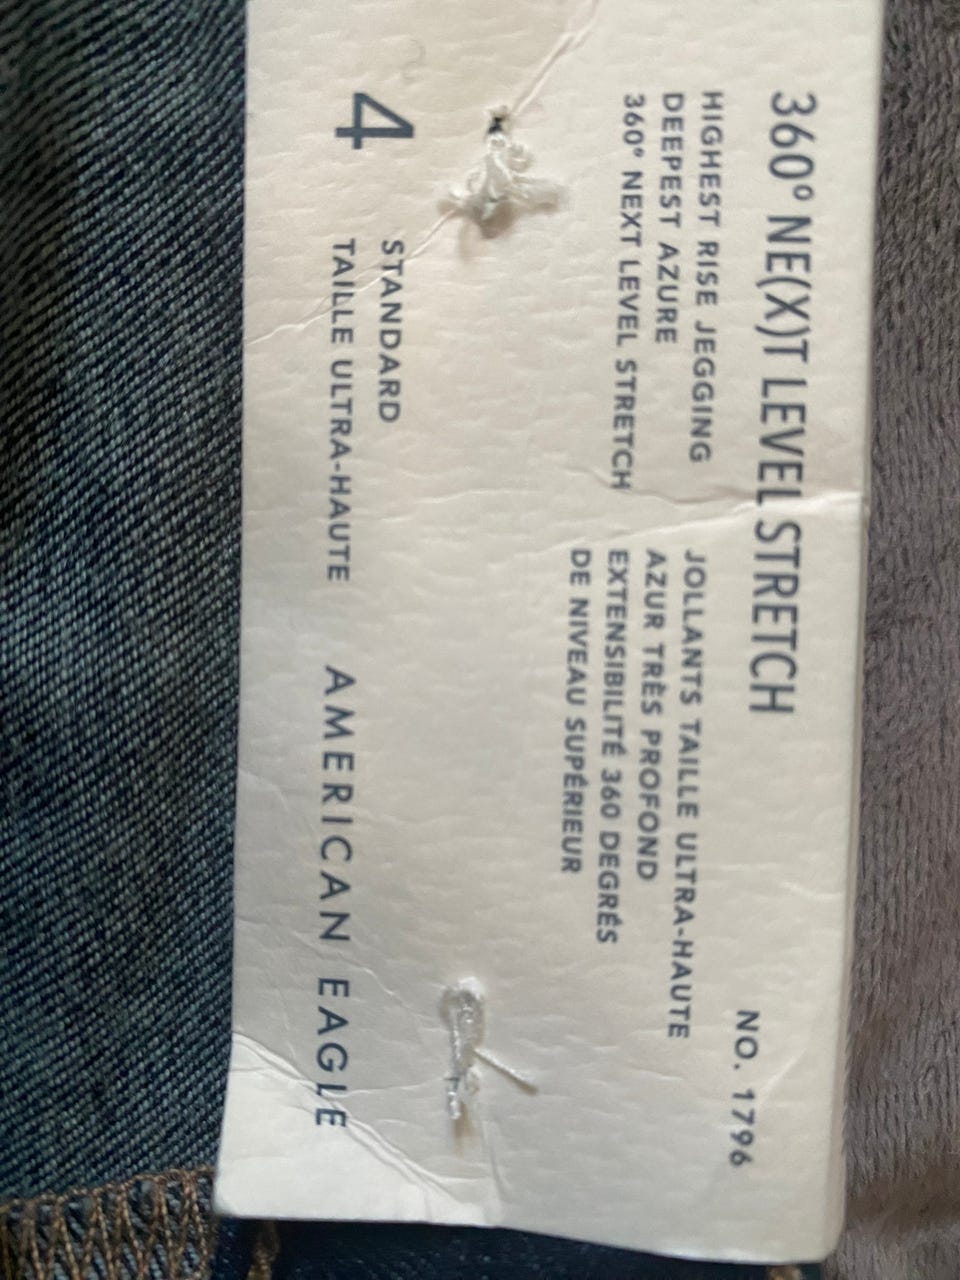 360° NE(X)T LEVEL STRETCH
NO. 1796
HIGHEST RISE JEGGING
DEEPEST AZURE
360° NEXT LEVEL STRETCH
JOLLANTS TAILLE ULTRA-HAUTE
AZUR TRÈS PROFOND
EXTENSIBILITÉ 360 DEGRÉS
DE NIVEAU SUPÉRIEUR
4
STANDARD
TAILLE ULTRA-HAUTE
AMERICAN EAGLE